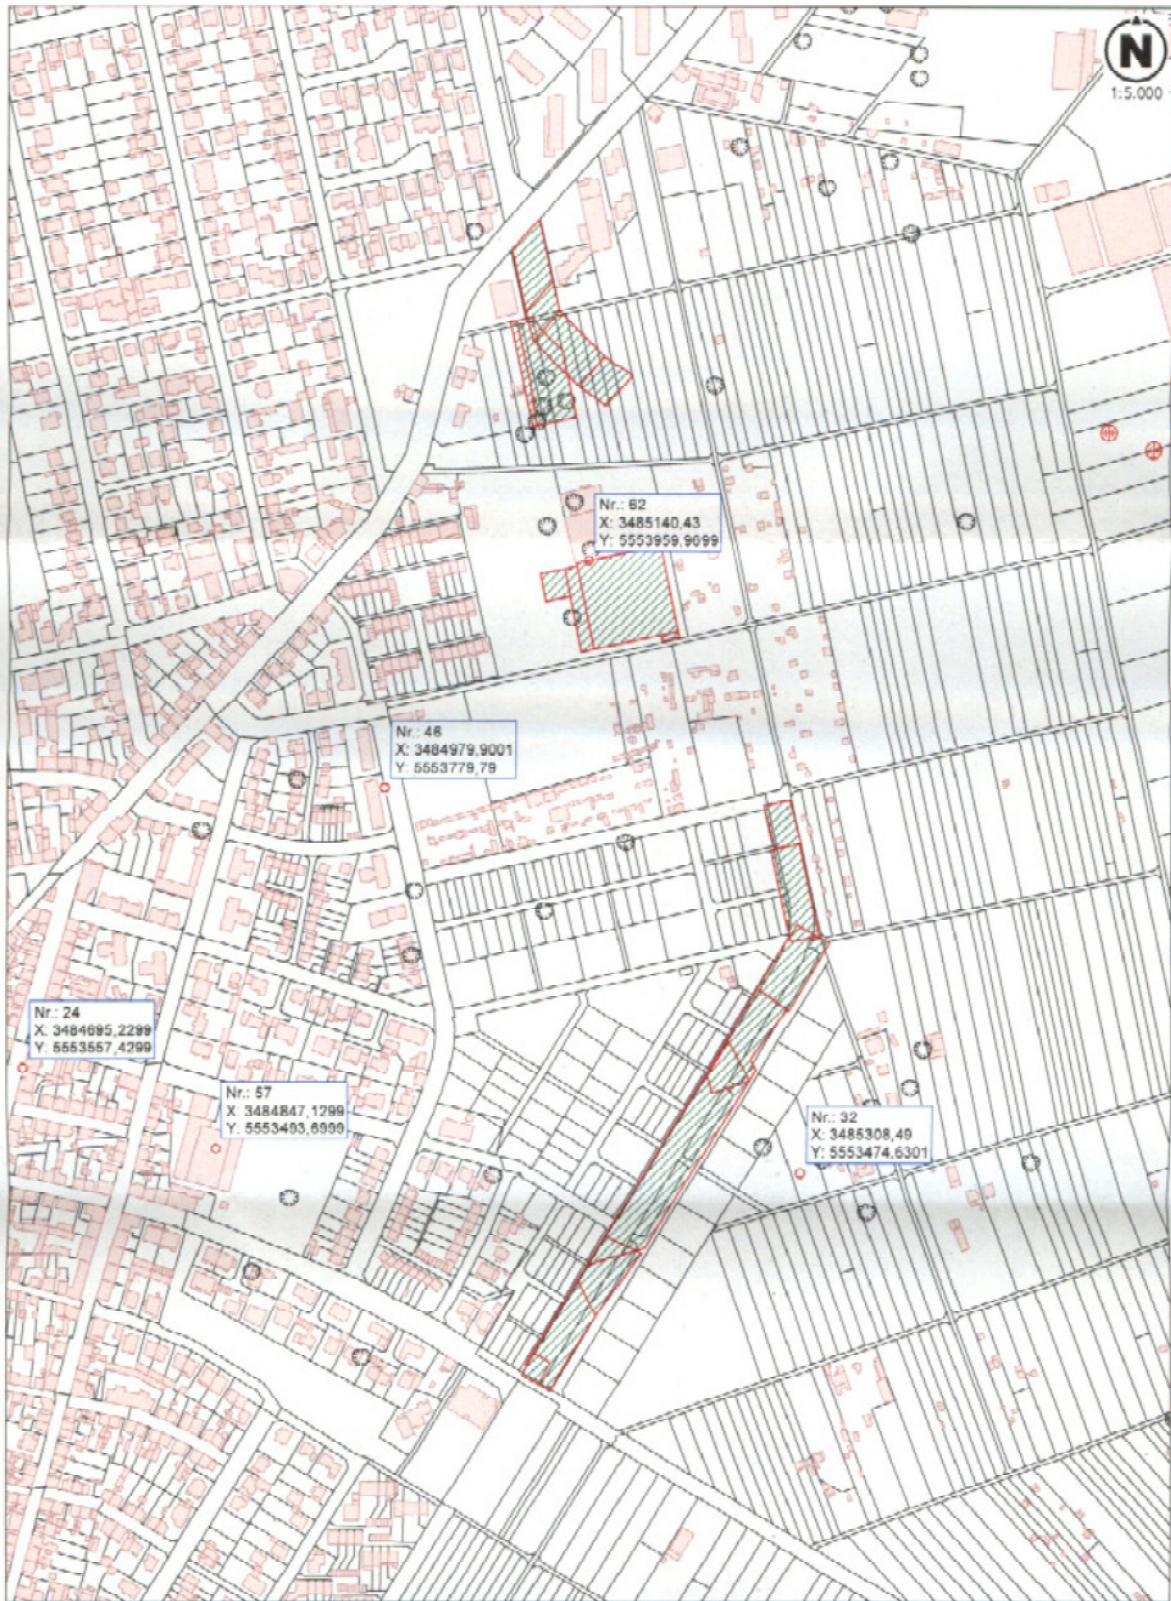 N
1:5.000
Nr.: 62
X: 3485140,43
Y: 5553959,9099
Nr.: 46
X: 3484979,9001
Y: 5553779,79
Nr.: 24
X: 3484695,2299
Y: 5553557,4299
Nr.: 57
X: 3484847,1299
Y: 5553493,6999
Nr.: 32
X: 3485308,49
Y: 5553474,6301